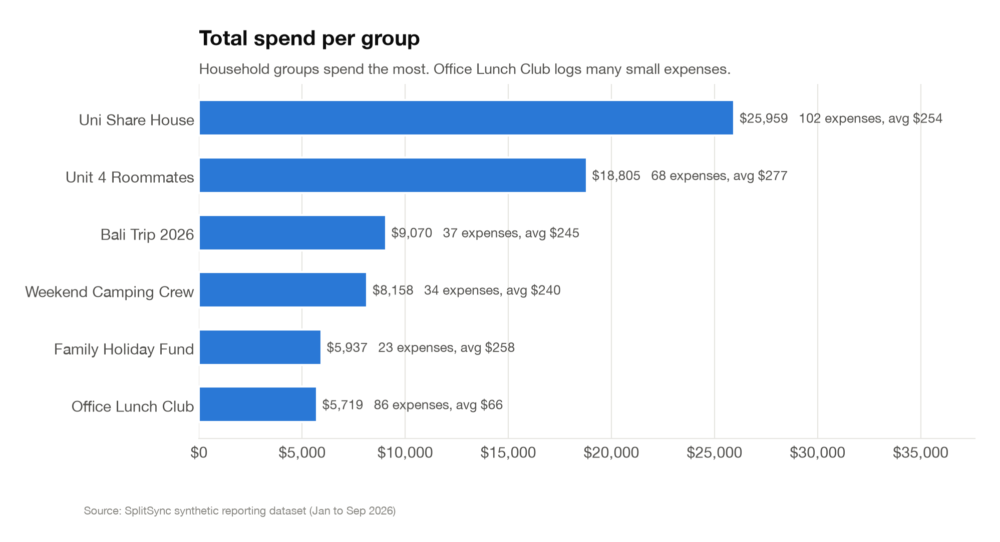 Total spend per group
Household groups spend the most. Office Lunch Club logs many small expenses.
Uni Share House $25,959 102 expenses, avg $254
Unit 4 Roommates $18,805 68 expenses, avg $277
Bali Trip 2026 $9,070 37 expenses, avg $245
Weekend Camping Crew $8,158 34 expenses, avg $240
Family Holiday Fund $5,937 23 expenses, avg $258
Office Lunch Club $5,719 86 expenses, avg $66
$0 $5,000 $10,000 $15,000 $20,000 $25,000 $30,000 $35,000
Source: SplitSync synthetic reporting dataset (Jan to Sep 2026)